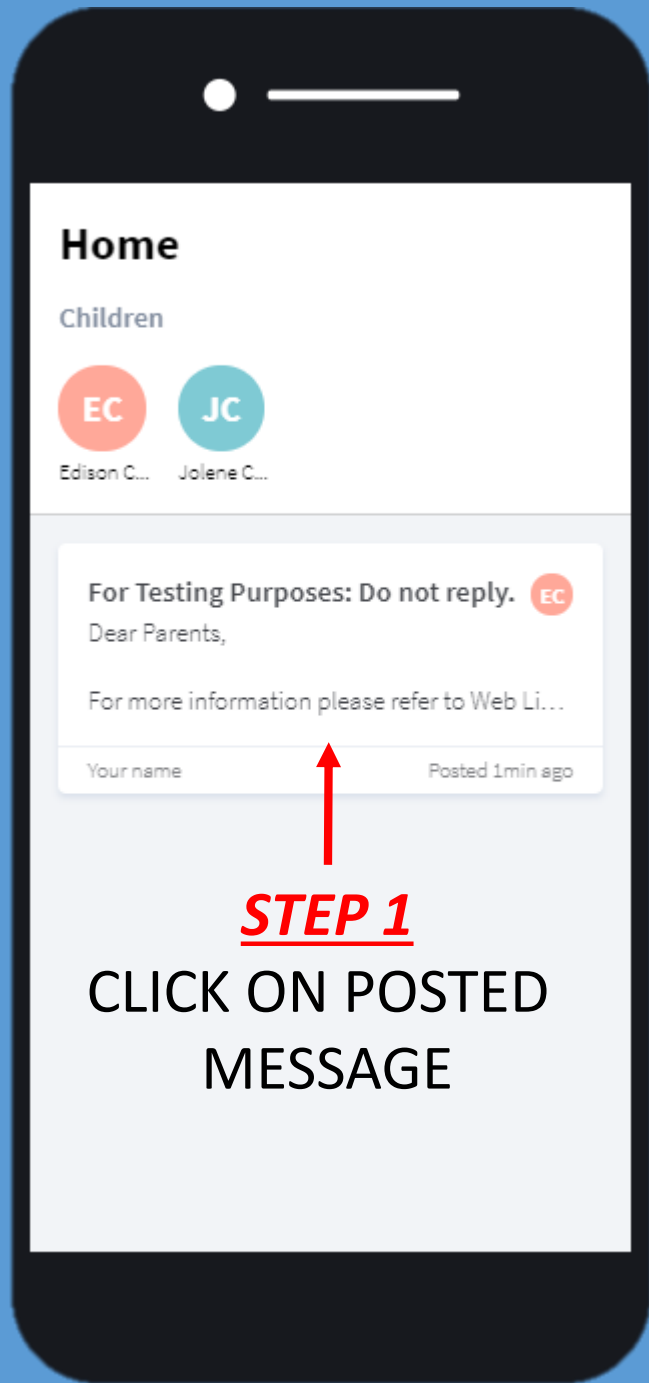 Home
Children
EC JC
Edison C... Jolene C...
For Testing Purposes: Do not reply. EC
Dear Parents,
For more information please refer to Web Li...
Your name Posted 1min ago
STEP 1
CLICK ON POSTED
MESSAGE